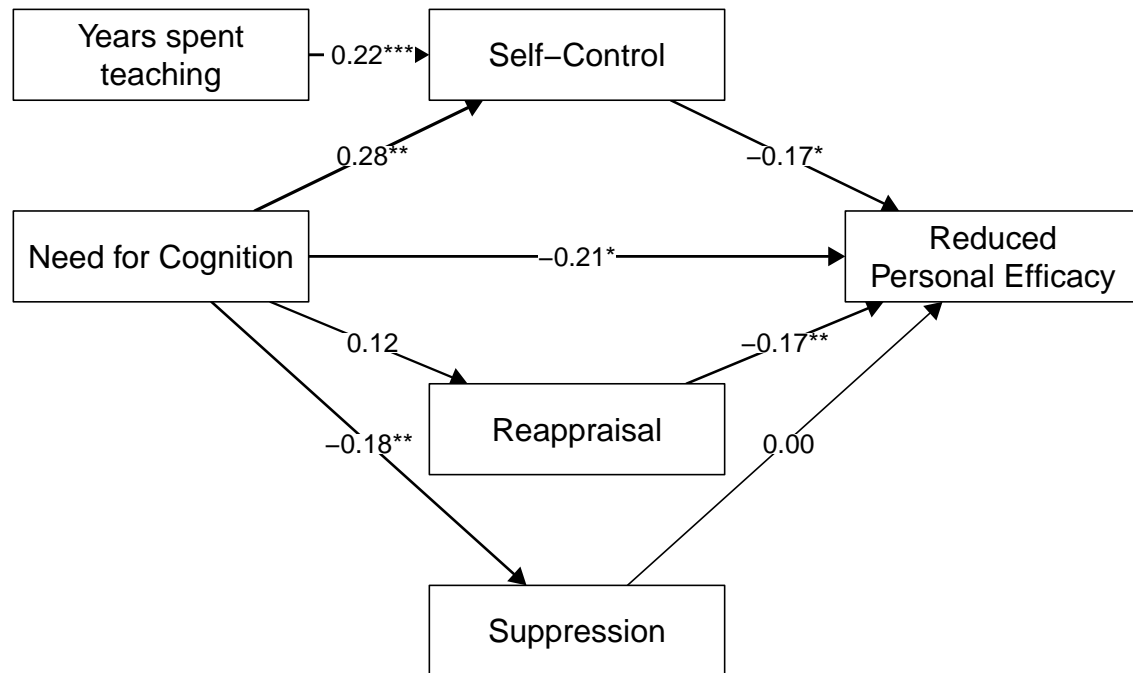 Years spent
teaching
0.22***
Self−Control
0.28**
−0.17*
Need for Cognition
−0.21*
Reduced
Personal Efficacy
0.12
−0.17**
Reappraisal
−0.18**
0.00
Suppression